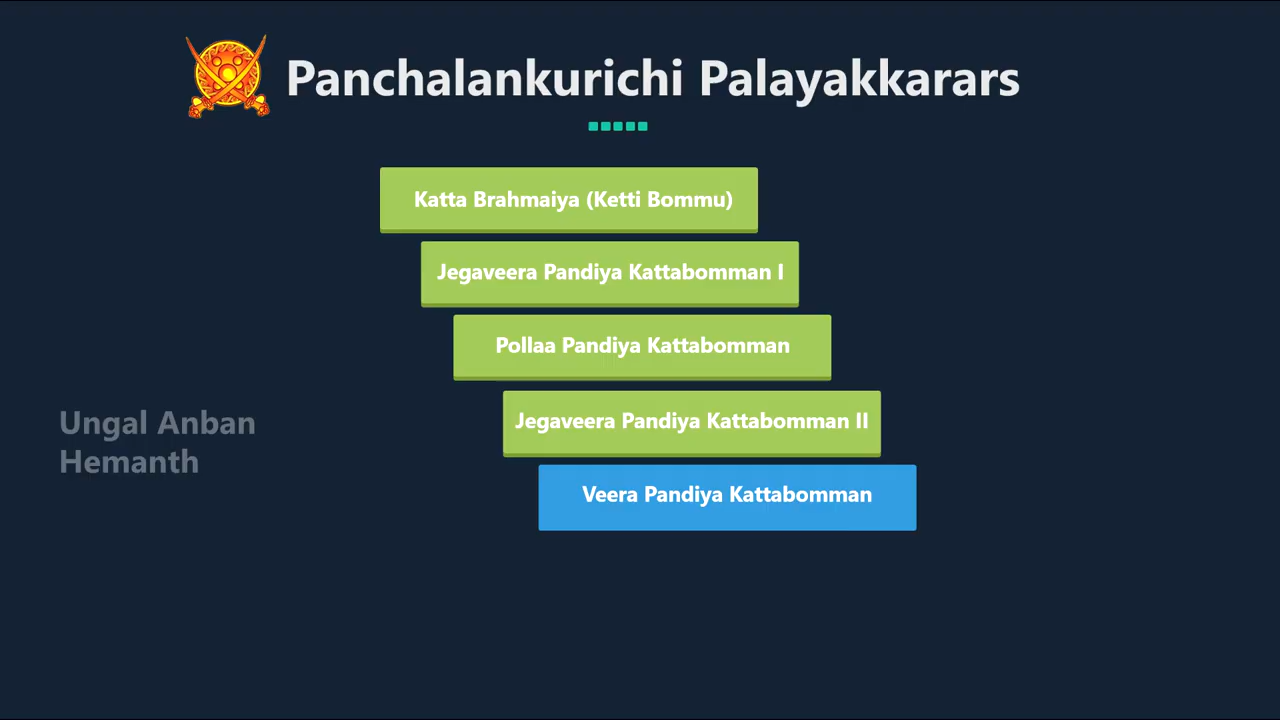 Panchalankurichi Palayakkarars
Katta Brahmaiya (Ketti Bommu)
Jegaveera Pandiya Kattabomman I
Pollaa Pandiya Kattabomman
Jegaveera Pandiya Kattabomman II
Veera Pandiya Kattabomman
Ungal Anban
Hemanth